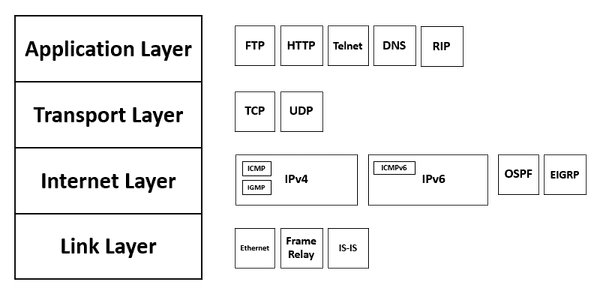 Application Layer
FTP
HTTP
Telnet
DNS
RIP
Transport Layer
TCP
UDP
Internet Layer
ICMP
IGMP
IPv4
ICMPv6
IPv6
OSPF
EIGRP
Link Layer
Ethernet
Frame
Relay
IS-IS